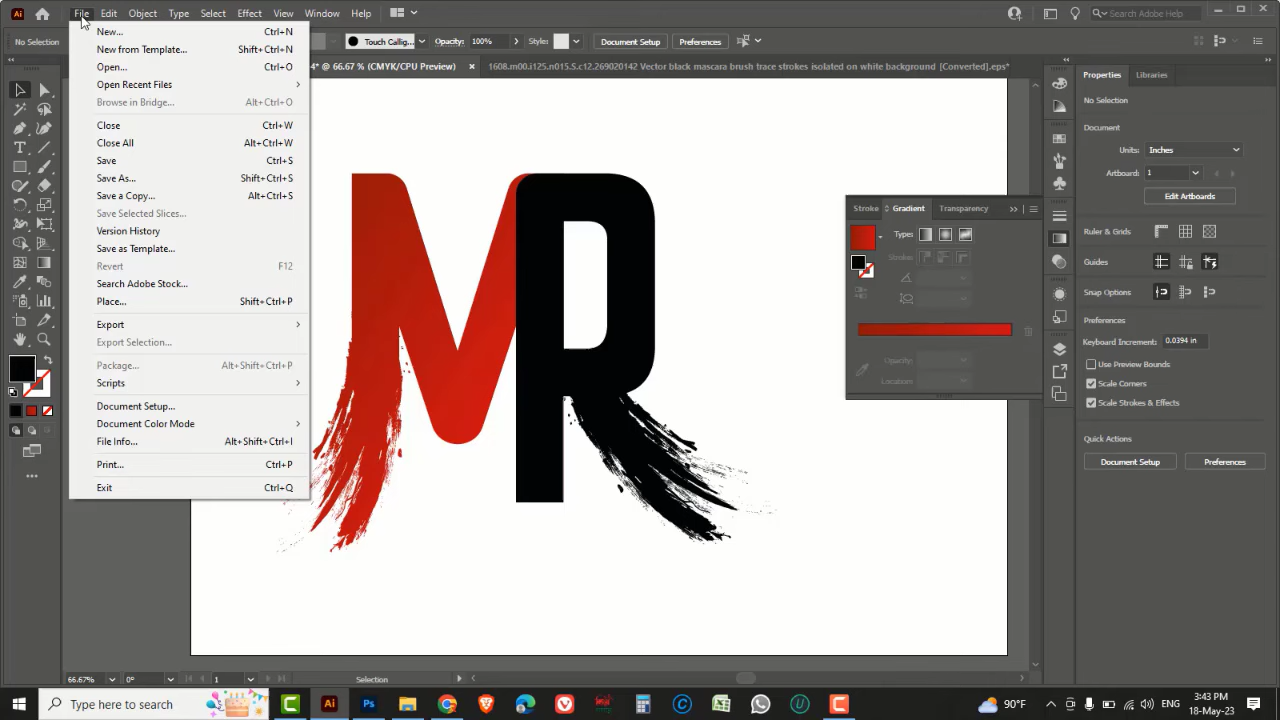 Ai File Edit Object Type Select Effect View Window Help Search Adobe Help
No Selection Touch Callig... Opacity: 100% Style: Document Setup Preferences
4* @ 66.67 % (CMYK/CPU Preview) × 1608.m00.i125.n015.S.c12.269020142 Vector black mascara brush trace strokes isolated on white background [Converted].eps*
New... Ctrl+N
New from Template... Shift+Ctrl+N
Open... Ctrl+O
Open Recent Files
Browse in Bridge... Alt+Ctrl+O
Close Ctrl+W
Close All Alt+Ctrl+W
Save Ctrl+S
Save As... Shift+Ctrl+S
Save a Copy... Alt+Ctrl+S
Save Selected Slices...
Version History
Save as Template...
Revert F12
Search Adobe Stock...
Place... Shift+Ctrl+P
Export
Export Selection...
Package... Alt+Shift+Ctrl+P
Scripts
Document Setup...
Document Color Mode
File Info... Alt+Shift+Ctrl+I
Print... Ctrl+P
Exit Ctrl+Q
MR
Stroke Gradient Transparency
Types
Strokes
Opacity:
Locations
Properties Libraries
No Selection
Document
Units: Inches
Artboard: 1
Edit Artboards
Ruler & Grids
Guides
Snap Options
Preferences
Keyboard Increment: 0.0394 in
Use Preview Bounds
Scale Corners
Scale Strokes & Effects
Quick Actions
Document Setup Preferences
66.67% 0° 1 Selection
Type here to search Ai Ps 90°F ENG 3:43 PM
18-May-23